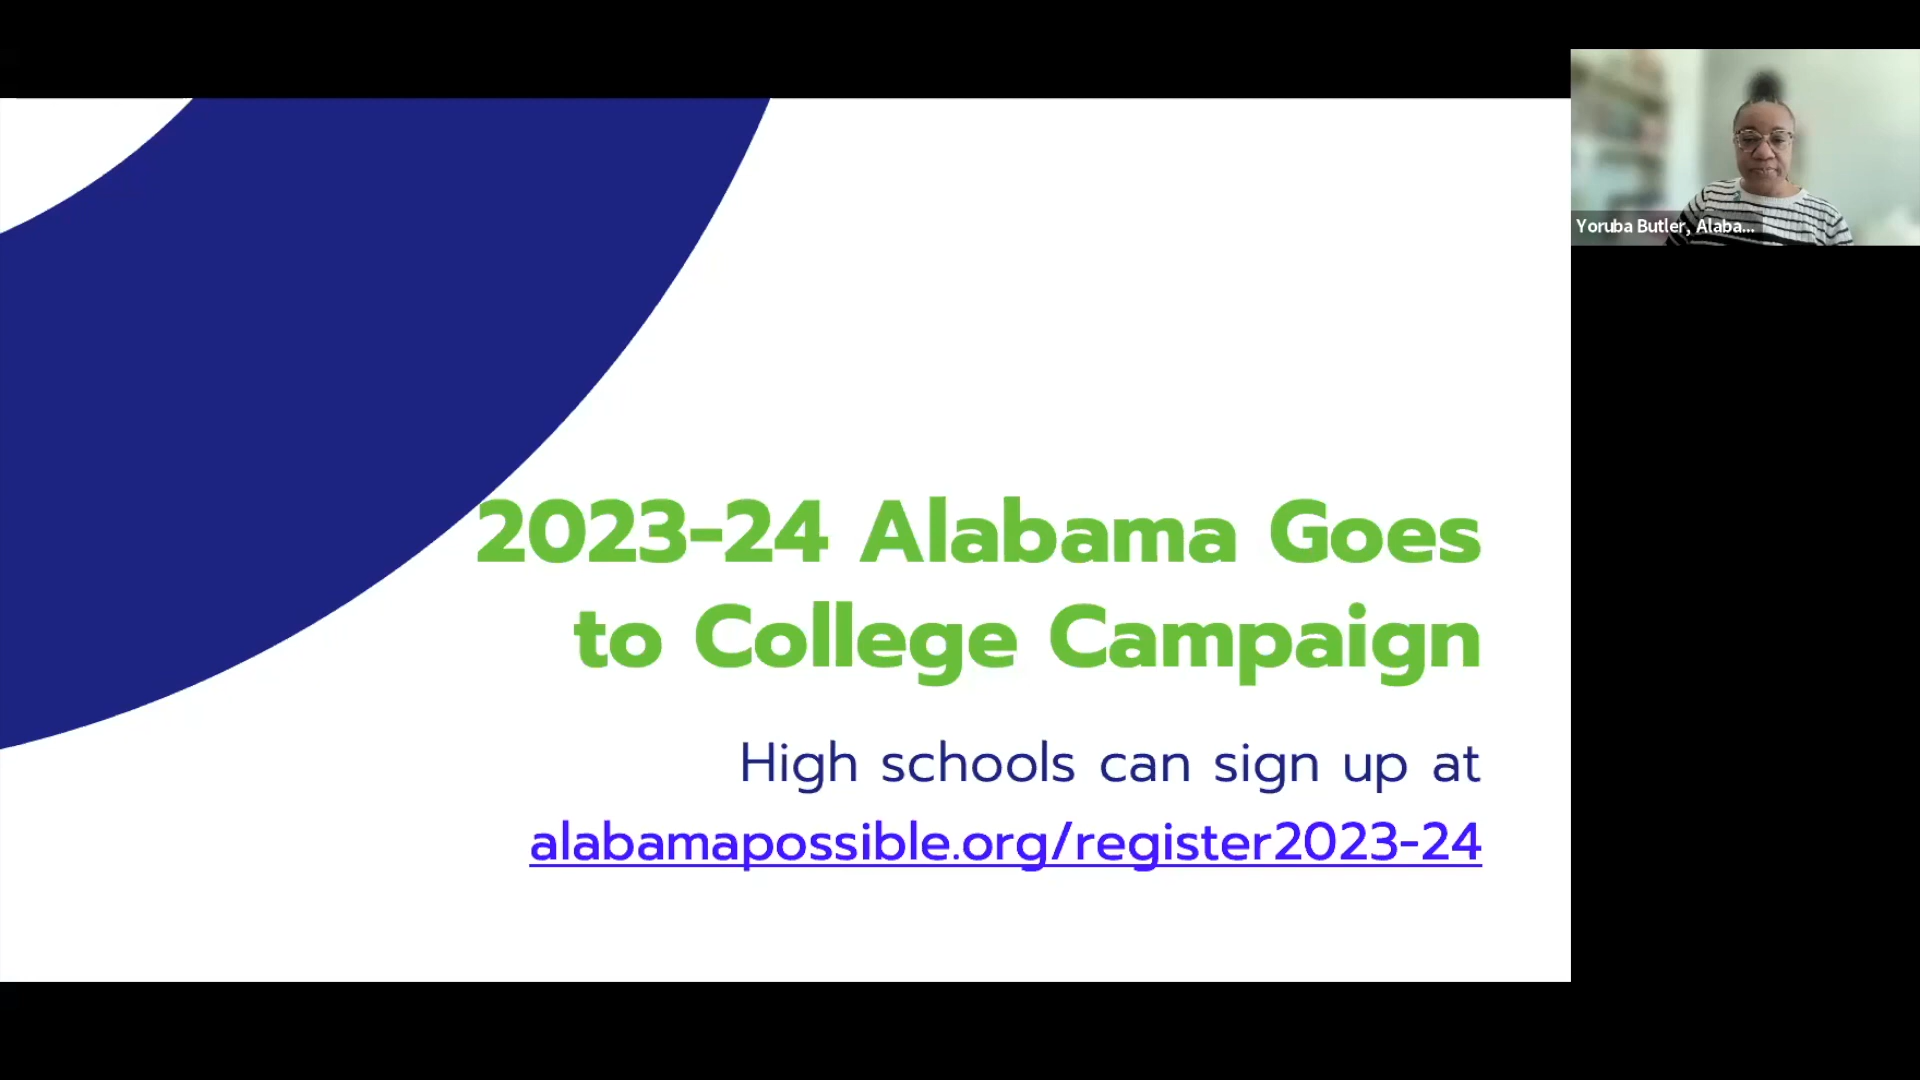 2023-24 Alabama Goes
to College Campaign
High schools can sign up at
alabamapossible.org/register2023-24
Yoruba Butler, Alaba...